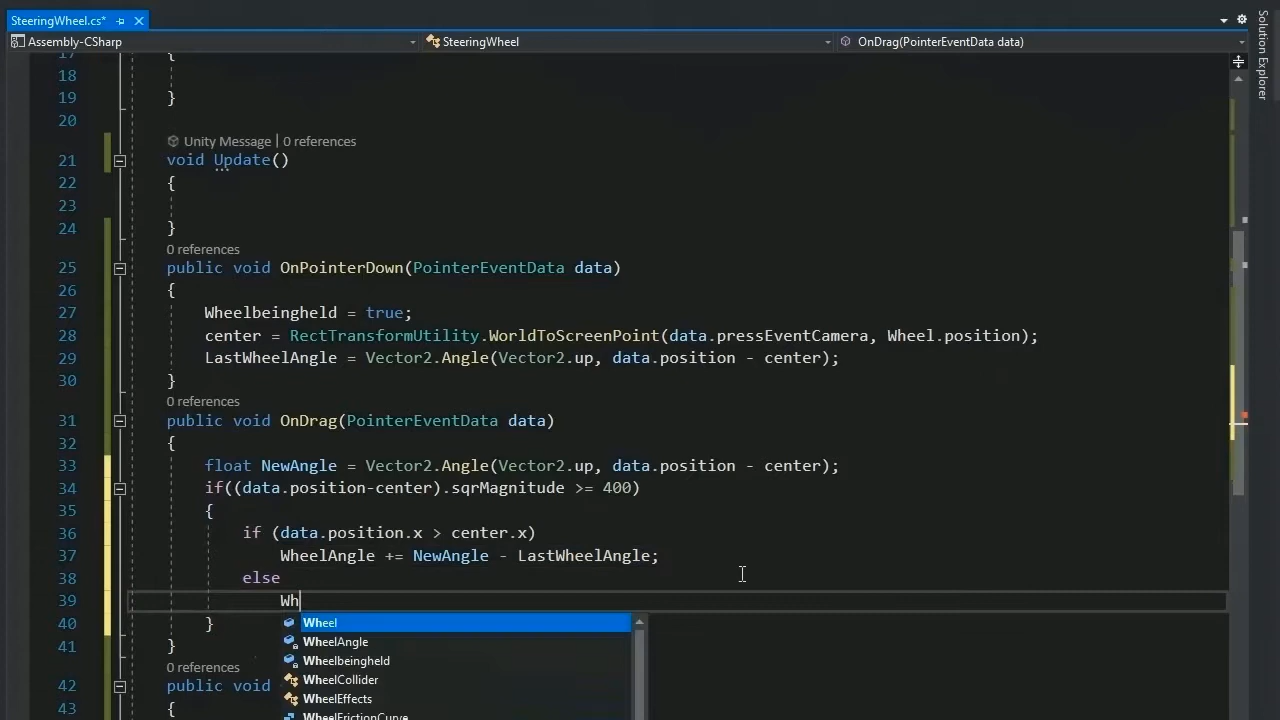 SteeringWheel.cs*
Assembly-CSharp SteeringWheel OnDrag(PointerEventData data)
Solution Explorer
17 {
18
19 }
20
Unity Message | 0 references
21 void Update()
22 {
23
24 }
0 references
25 public void OnPointerDown(PointerEventData data)
26 {
27 Wheelbeingheld = true;
28 center = RectTransformUtility.WorldToScreenPoint(data.pressEventCamera, Wheel.position);
29 LastWheelAngle = Vector2.Angle(Vector2.up, data.position - center);
30 }
0 references
31 public void OnDrag(PointerEventData data)
32 {
33 float NewAngle = Vector2.Angle(Vector2.up, data.position - center);
34 if((data.position-center).sqrMagnitude >= 400)
35 {
36 if (data.position.x > center.x)
37 WheelAngle += NewAngle - LastWheelAngle;
38 else
39 Wh
40 }
Wheel
41 }
WheelAngle
Wheelbeingheld
0 references
WheelCollider
42 public void
WheelEffects
43 {
WheelFrictionCurve